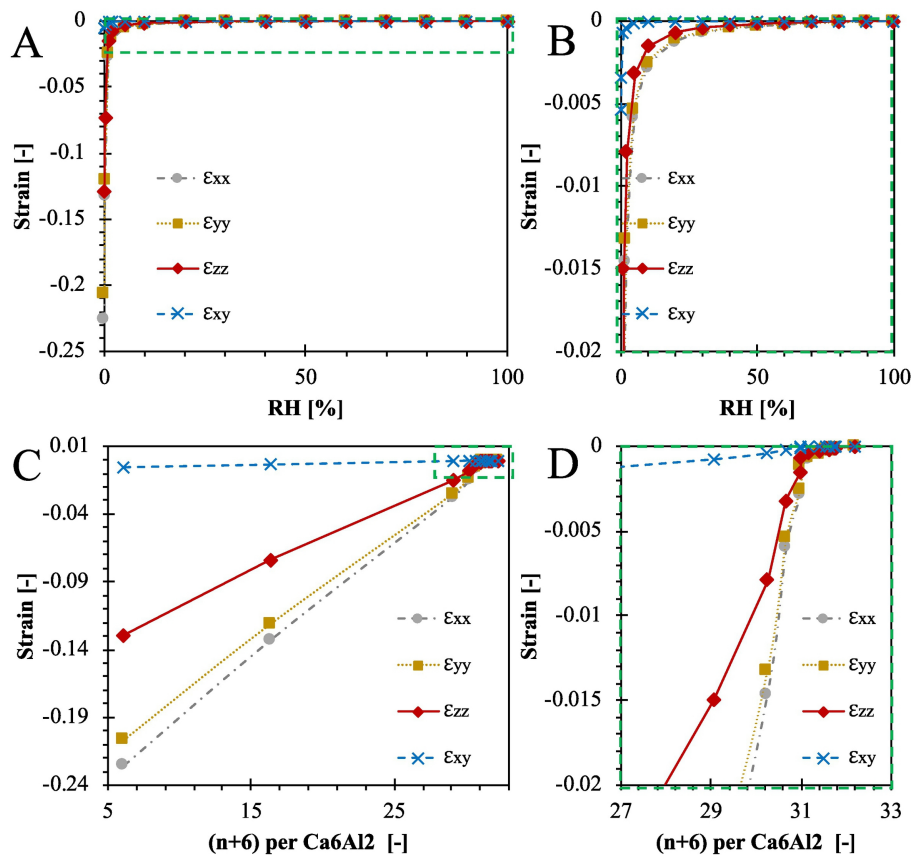 A
0
-0.05
-0.1
-0.15
-0.2
-0.25
Strain [-]
εxx
εyy
εzz
εxy
0
50
100
RH [%]
B
0
-0.005
-0.01
-0.015
-0.02
Strain [-]
εxx
εyy
εzz
εxy
0
50
100
RH [%]
C
0.01
-0.04
-0.09
-0.14
-0.19
-0.24
Strain [-]
εxx
εyy
εzz
εxy
5
15
25
(n+6) per Ca6Al2 [-]
D
0
-0.005
-0.01
-0.015
-0.02
Strain [-]
εxx
εyy
εzz
εxy
27
29
31
33
(n+6) per Ca6Al2 [-]